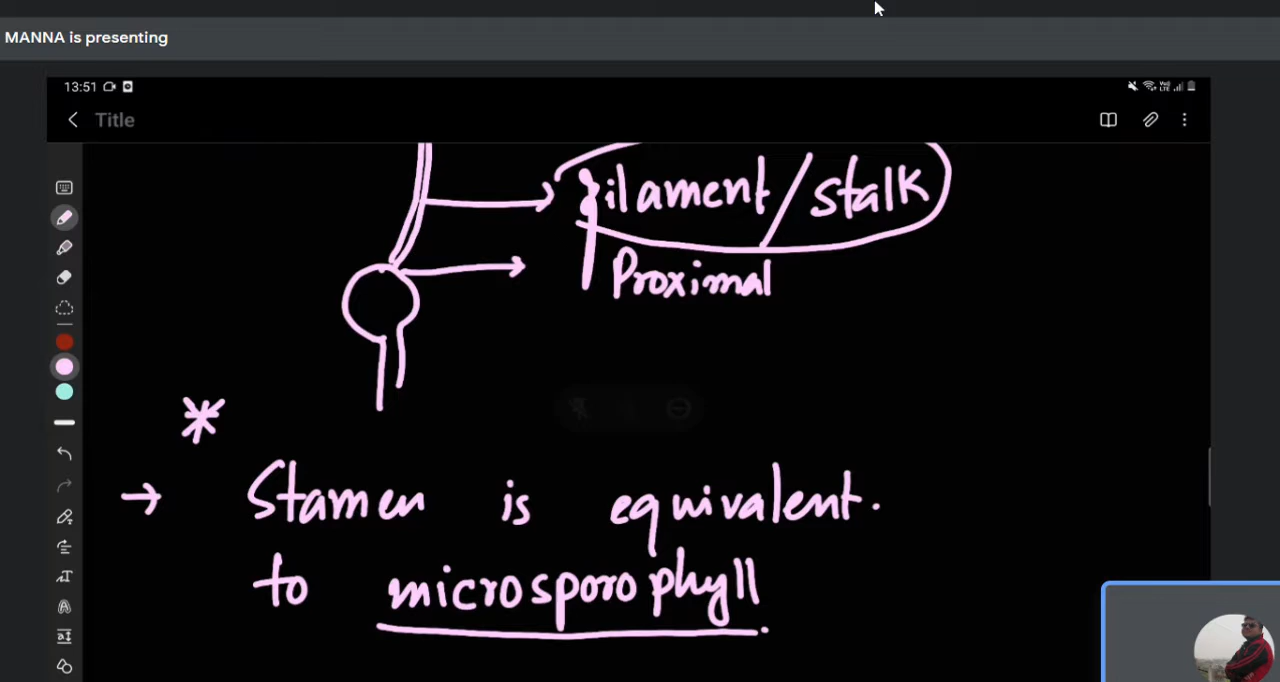 MANNA is presenting
13:51
Title
filament/stalk
Proximal
*
→ Stamen is equivalent.
to microsporophyll.